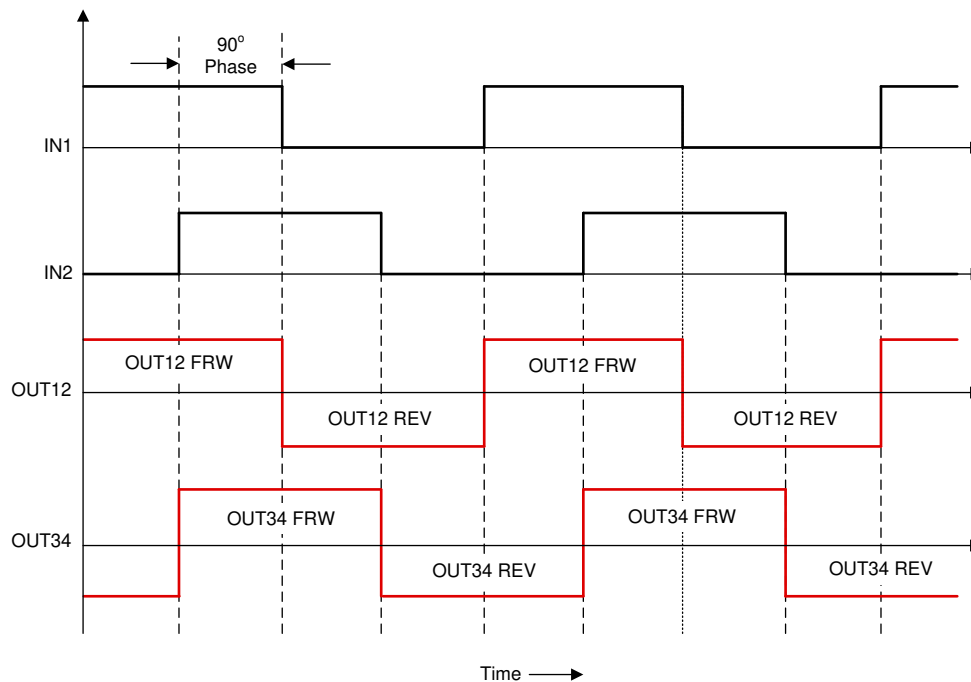 90o
Phase
IN1
IN2
OUT12 FRW
OUT12 FRW
OUT12
OUT12 REV
OUT12 REV
OUT34 FRW
OUT34 FRW
OUT34
OUT34 REV
OUT34 REV
Time